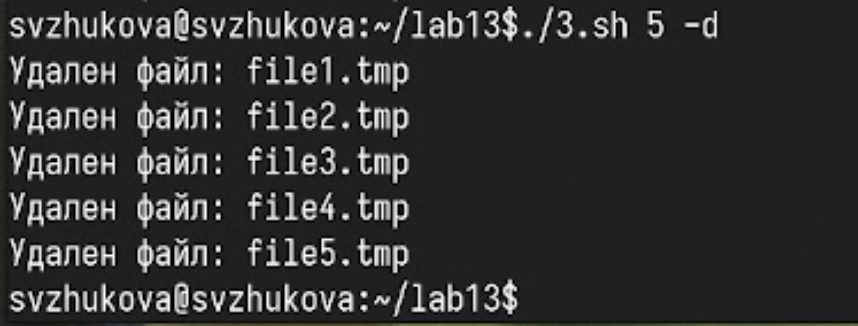 svzhukova@svzhukova:~/lab13$./3.sh 5 -d
Удален файл: file1.tmp
Удален файл: file2.tmp
Удален файл: file3.tmp
Удален файл: file4.tmp
Удален файл: file5.tmp
svzhukova@svzhukova:~/lab13$